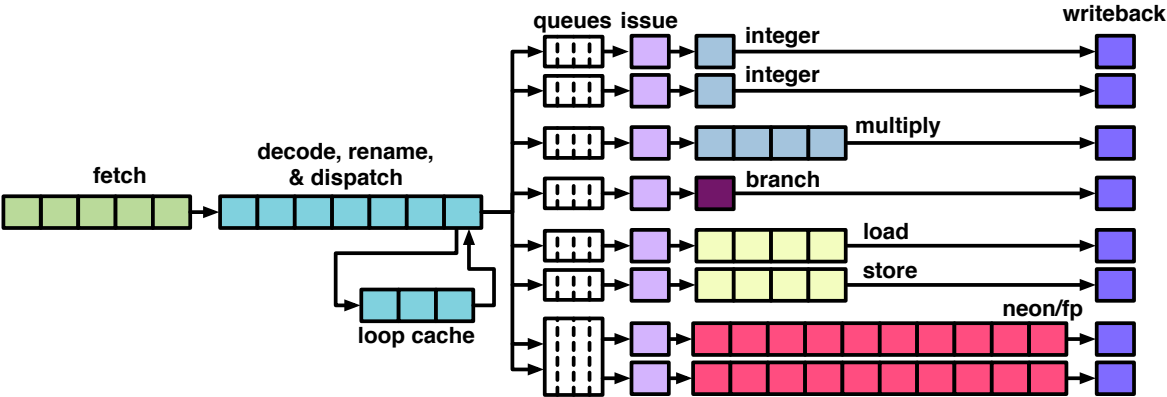 queues issue writeback
integer
integer
multiply
decode, rename,
& dispatch
fetch
branch
load
store
loop cache
neon/fp